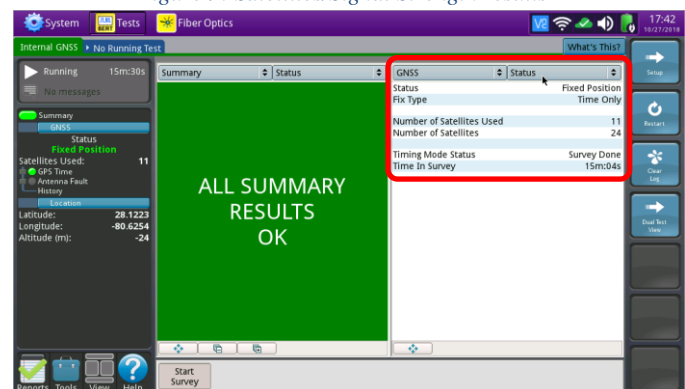 System Tests Fiber Optics 17:42
10/27/2018
Internal GNSS No Running Test What's This?
Running 15m:30s
No messages
Summary
GNSS
Status
Fixed Position
Satellites Used: 11
GPS Time
Antenna Fault
History
Location
Latitude: 28.1223
Longitude: -80.6254
Altitude (m): -24
Summary Status
ALL SUMMARY
RESULTS
OK
GNSS Status
Status Fixed Position
Fix Type Time Only
Number of Satellites Used 11
Number of Satellites 24
Timing Mode Status Survey Done
Time In Survey 15m:04s
Setup
Restart
Clear
Log
Dual Test
View
Start
Survey
Reports Tools View Help